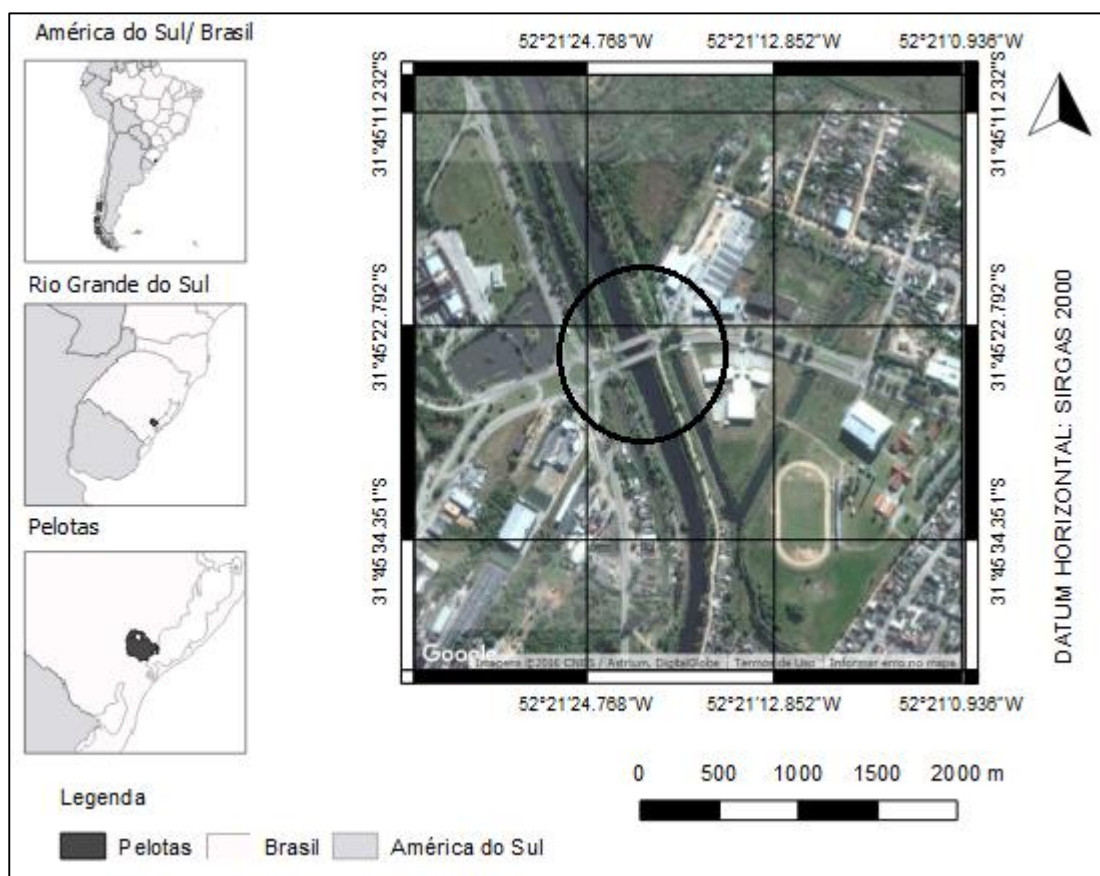 América do Sul/ Brasil
Rio Grande do Sul
Pelotas
52°21'24.768"W 52°21'12.852"W 52°21'0.936"W
31°45'11.232"S 31°45'11.232"S
31°45'22.792"S 31°45'22.792"S
31°45'34.351"S 31°45'34.351"S
DATUM HORIZONTAL: SIRGAS 2000
Google
Imagens ©2016 CNES / Astrium, DigitalGlobe Termos de Uso Informar erro no mapa
52°21'24.768"W 52°21'12.852"W 52°21'0.936"W
0 500 1000 1500 2000 m
Legenda
Pelotas Brasil América do Sul